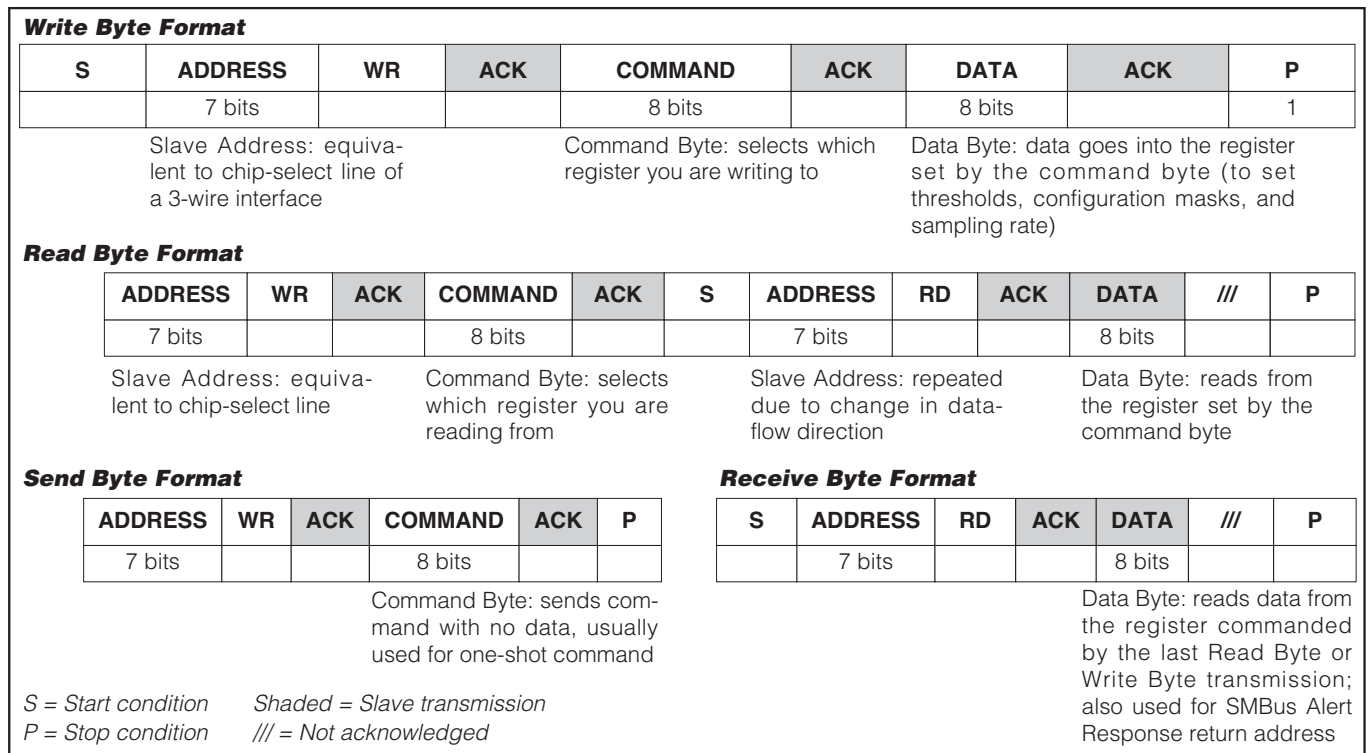 Write Byte Format
S ADDRESS WR ACK COMMAND ACK DATA ACK P
7 bits 8 bits 8 bits 1
Slave Address: equiva-
lent to chip-select line of
a 3-wire interface
Command Byte: selects which
register you are writing to
Data Byte: data goes into the register
set by the command byte (to set
thresholds, configuration masks, and
sampling rate)
Read Byte Format
ADDRESS WR ACK COMMAND ACK S ADDRESS RD ACK DATA /// P
7 bits 8 bits 7 bits 8 bits
Slave Address: equiva-
lent to chip-select line
Command Byte: selects
which register you are
reading from
Slave Address: repeated
due to change in data-
flow direction
Data Byte: reads from
the register set by the
command byte
Send Byte Format
ADDRESS WR ACK COMMAND ACK P
7 bits 8 bits
Command Byte: sends com-
mand with no data, usually
used for one-shot command
Receive Byte Format
S ADDRESS RD ACK DATA /// P
7 bits 8 bits
Data Byte: reads data from
the register commanded
by the last Read Byte or
Write Byte transmission;
also used for SMBus Alert
Response return address
S = Start condition Shaded = Slave transmission
P = Stop condition /// = Not acknowledged